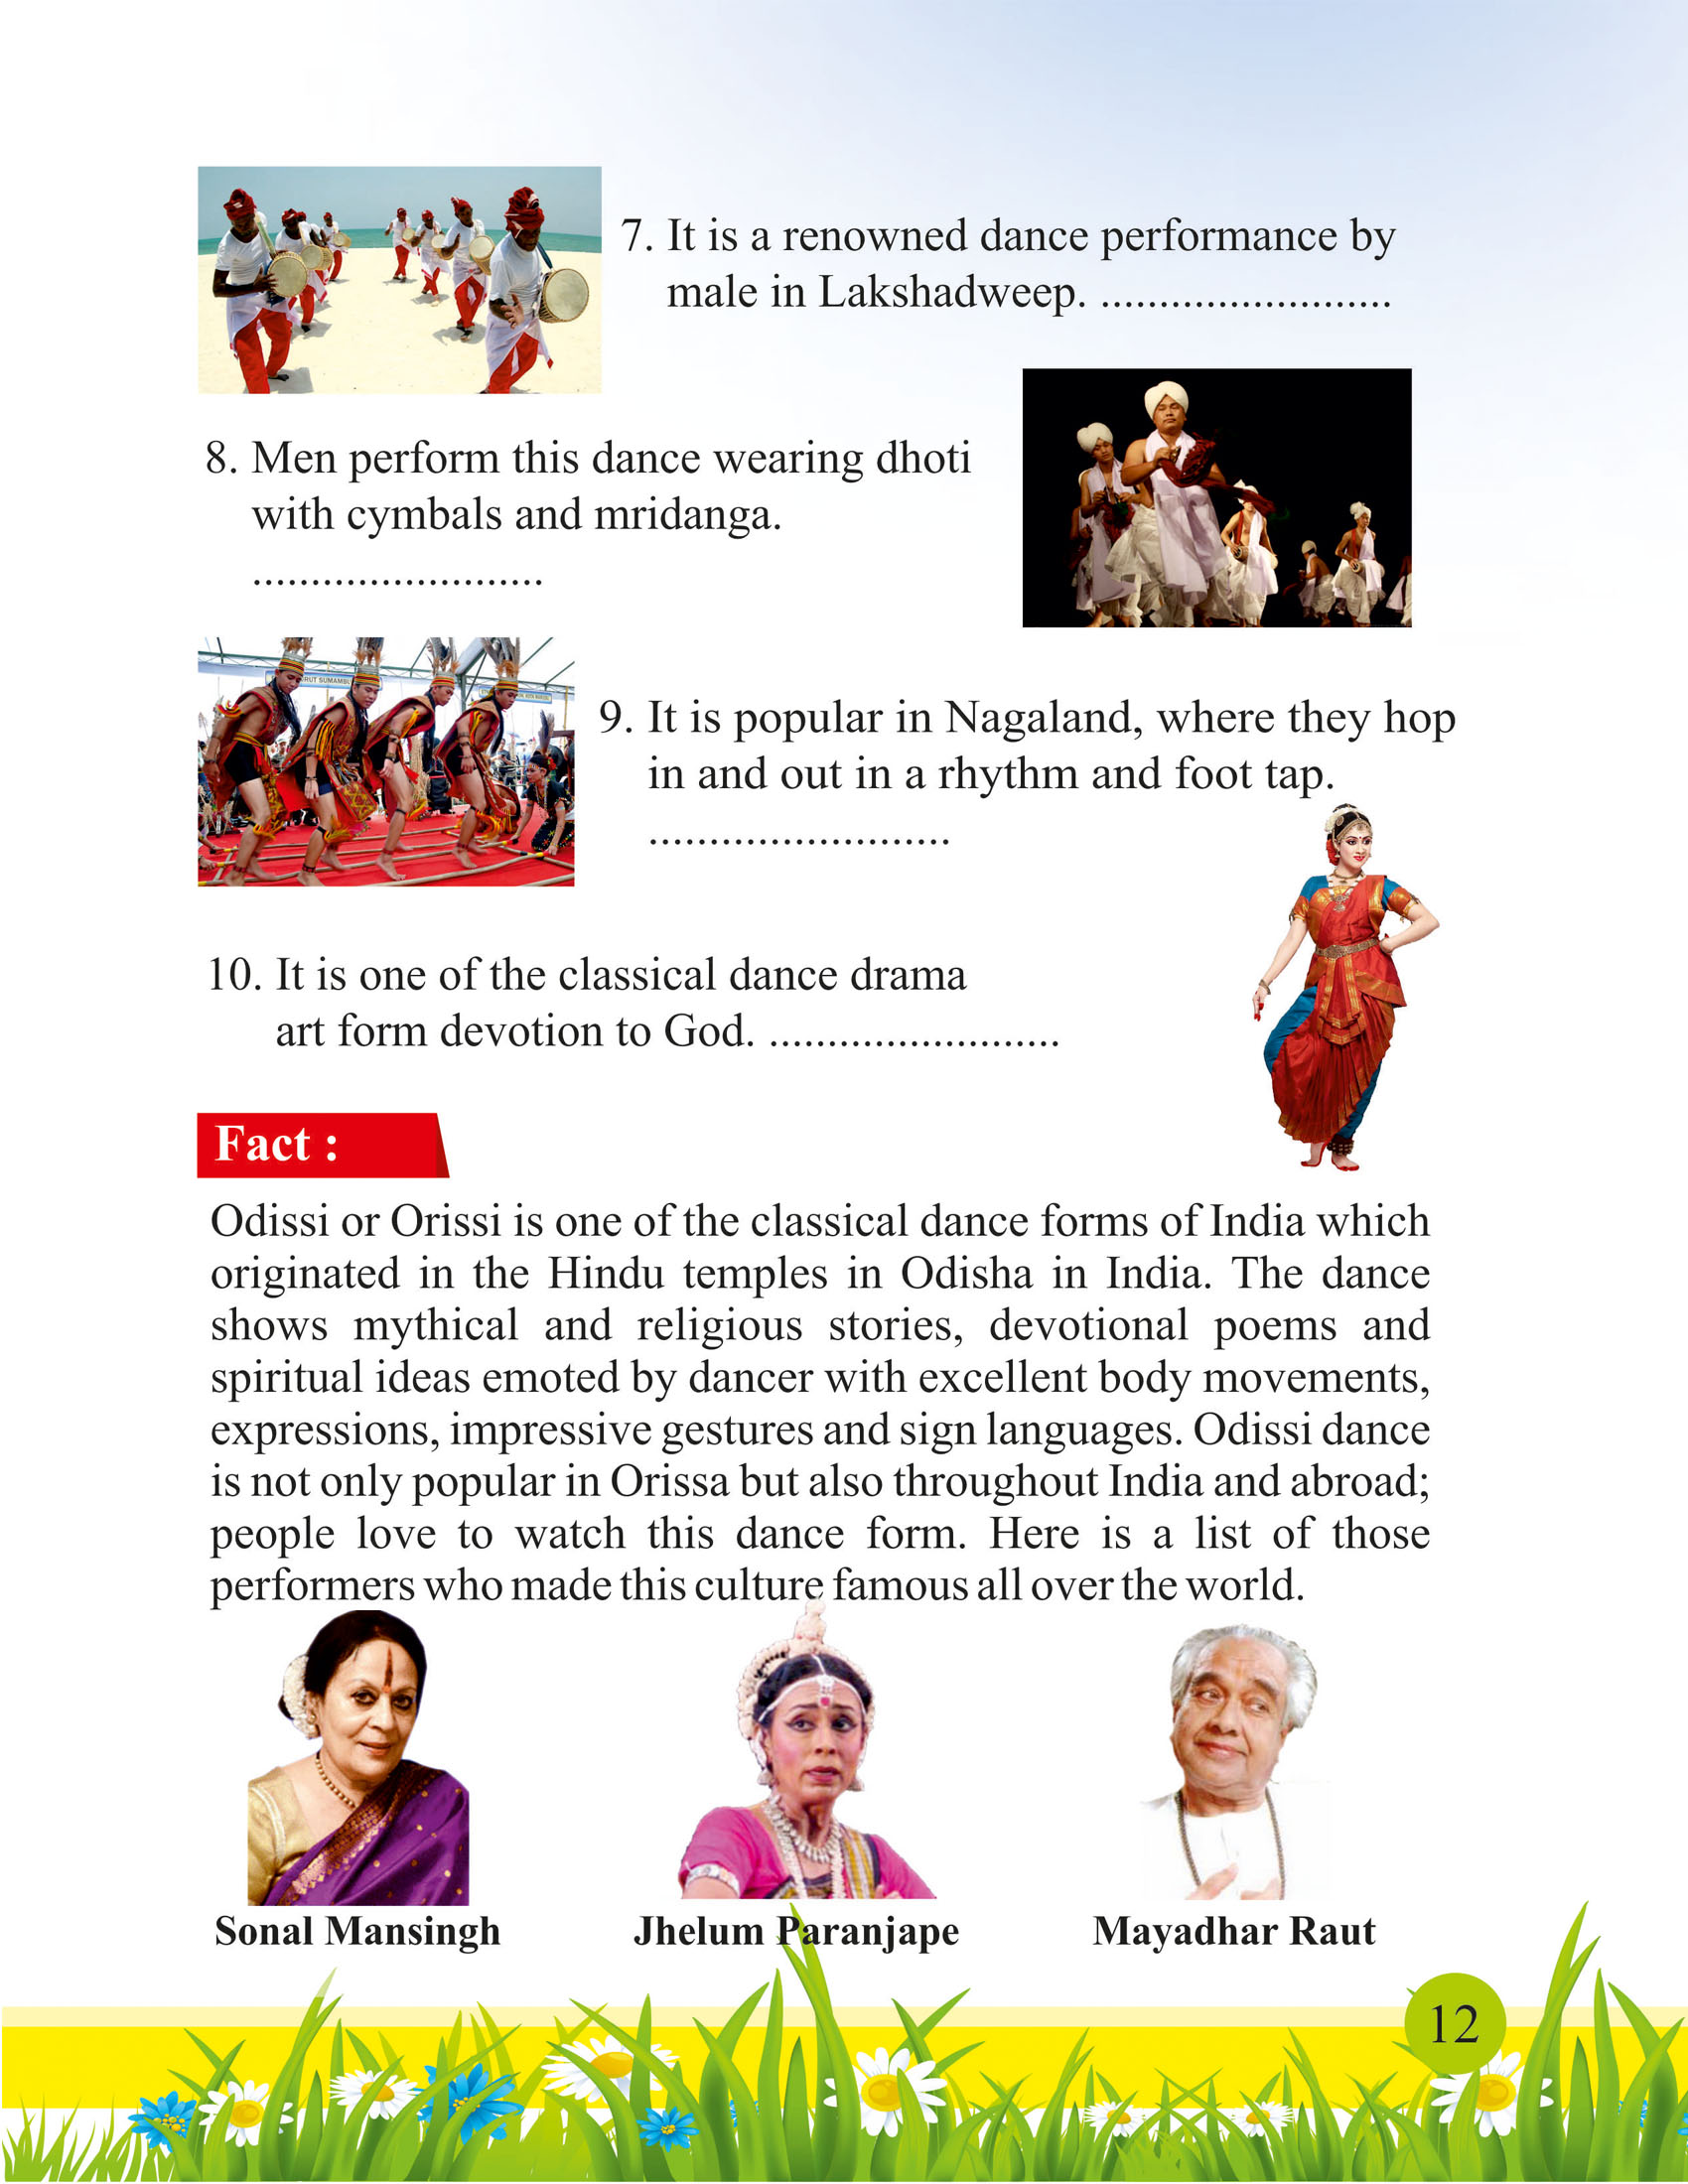 7. It is a renowned dance performance by
male in Lakshadweep. .........................
8. Men perform this dance wearing dhoti
with cymbals and mridanga.
.........................
9. It is popular in Nagaland, where they hop
in and out in a rhythm and foot tap.
.........................
10. It is one of the classical dance drama
art form devotion to God. .........................
Fact :
Odissi or Orissi is one of the classical dance forms of India which
originated in the Hindu temples in Odisha in India. The dance
shows mythical and religious stories, devotional poems and
spiritual ideas emoted by dancer with excellent body movements,
expressions, impressive gestures and sign languages. Odissi dance
is not only popular in Orissa but also throughout India and abroad;
people love to watch this dance form. Here is a list of those
performers who made this culture famous all over the world.
Sonal Mansingh
Jhelum Paranjape
Mayadhar Raut
12